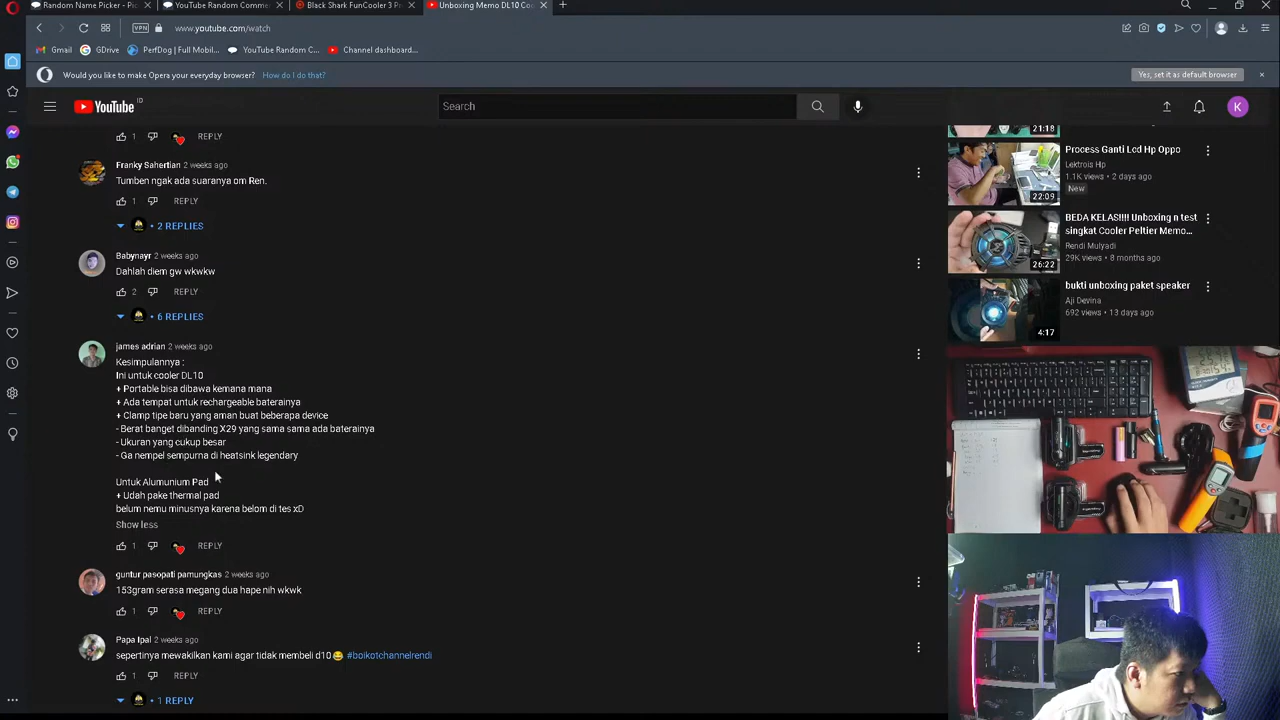 Random Name Picker -
YouTube Random Comme
Black Shark FunCooler 3 P
Unboxing Memo DL10 Coo
VPN
www.youtube.com/watch
Gmail
GDrive
PerfDog | Full Mobil...
YouTube Random C...
Channel dashboard...
Would you like to make Opera your everyday browser? How do I do that?
Yes, set it as default browser
YouTube ID
Search
K
1 REPLY
Franky Sahertian 2 weeks ago
Tumben ngak ada suaranya om Ren.
1 REPLY
• 2 REPLIES
Babynayr 2 weeks ago
Dahlah diem gw wkwkw
2 REPLY
• 6 REPLIES
james adrian 2 weeks ago
Kesimpulannya :
Ini untuk cooler DL10
+ Portable bisa dibawa kemana mana
+ Ada tempat untuk rechargeable baterainya
+ Clamp tipe baru yang aman buat beberapa device
- Berat banget dibanding X29 yang sama sama ada baterainya
- Ukuran yang cukup besar
- Ga nempel sempurna di heatsink legendary
Untuk Alumunium Pad
+ Udah pake thermal pad
belum nemu minusnya karena belom di tes xD
Show less
1 REPLY
guntur pasopati pamungkas 2 weeks ago
153gram serasa megang dua hape nih wkwk
1 REPLY
Papa Ipal 2 weeks ago
sepertinya mewakilkan kami agar tidak membeli d10😂 #boikotchannelrendi
1 REPLY
• 1 REPLY
21:18
Process Ganti Lcd Hp Oppo
Lektrois Hp
1.1K views • 2 days ago
New
22:09
BEDA KELAS!!!! Unboxing n test
singkat Cooler Peltier Memo...
Rendi Mulyadi
29K views • 8 months ago
26:22
bukti unboxing paket speaker
Aji Devina
692 views • 13 days ago
4:17